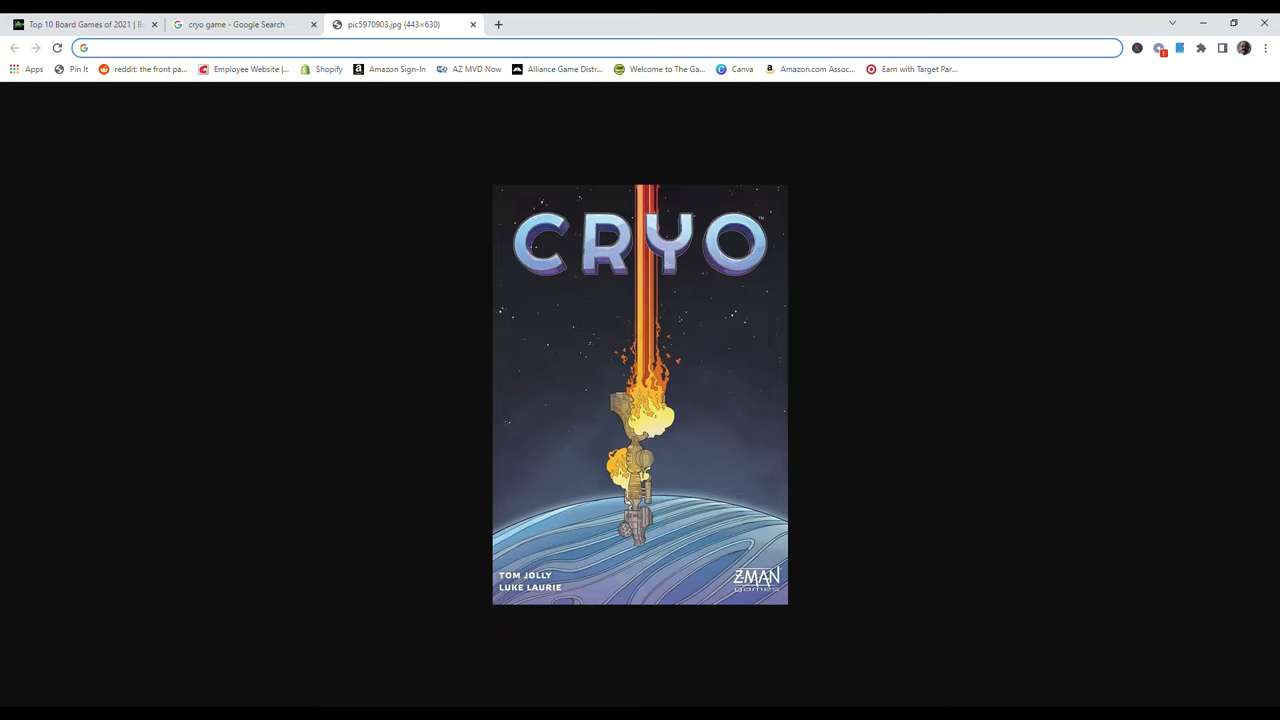 Top 10 Board Games of 2021 | B
cryo game - Google Search
pic5970903.jpg (443×630)
Apps
Pin It
reddit: the front pa...
Employee Website |...
Shopify
Amazon Sign-In
AZ MVD Now
Alliance Game Distr...
Welcome to The Ga...
Canva
Amazon.com Assoc...
Earn with Target Par...
CRYO™
TOM JOLLY
LUKE LAURIE
Z-MAN
games